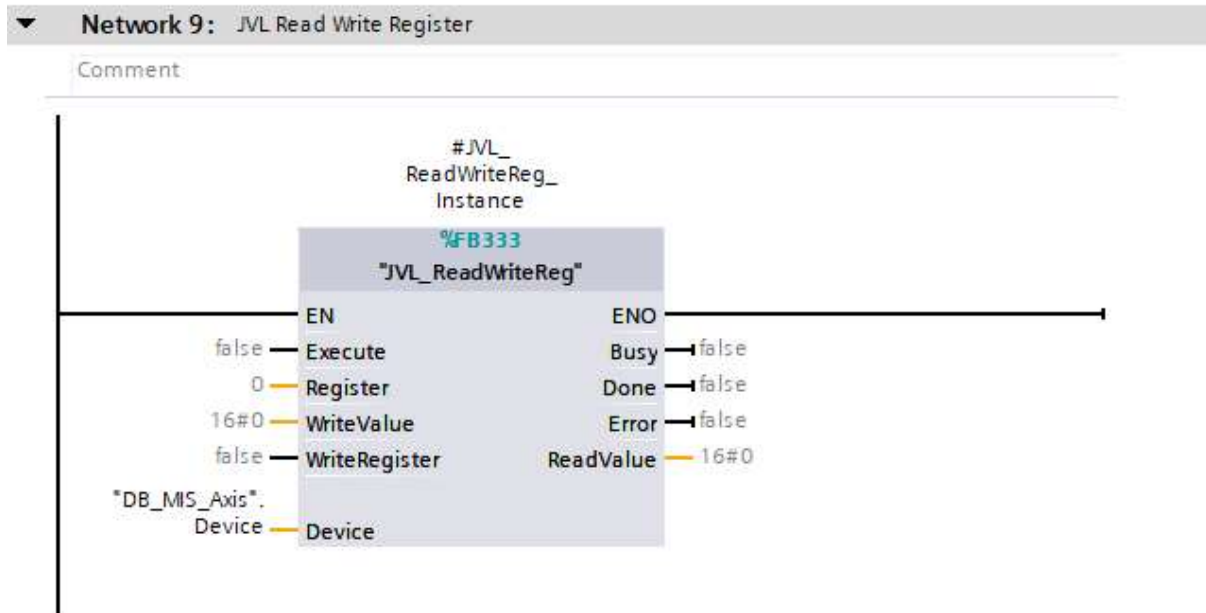 Network 9: JVL Read Write Register
Comment
#JVL_
ReadWriteReg_
Instance
%FB333
"JVL_ReadWriteReg"
EN ENO
false Execute Busy false
0 Register Done false
16#0 WriteValue Error false
false WriteRegister ReadValue 16#0
"DB_MIS_Axis".
Device Device